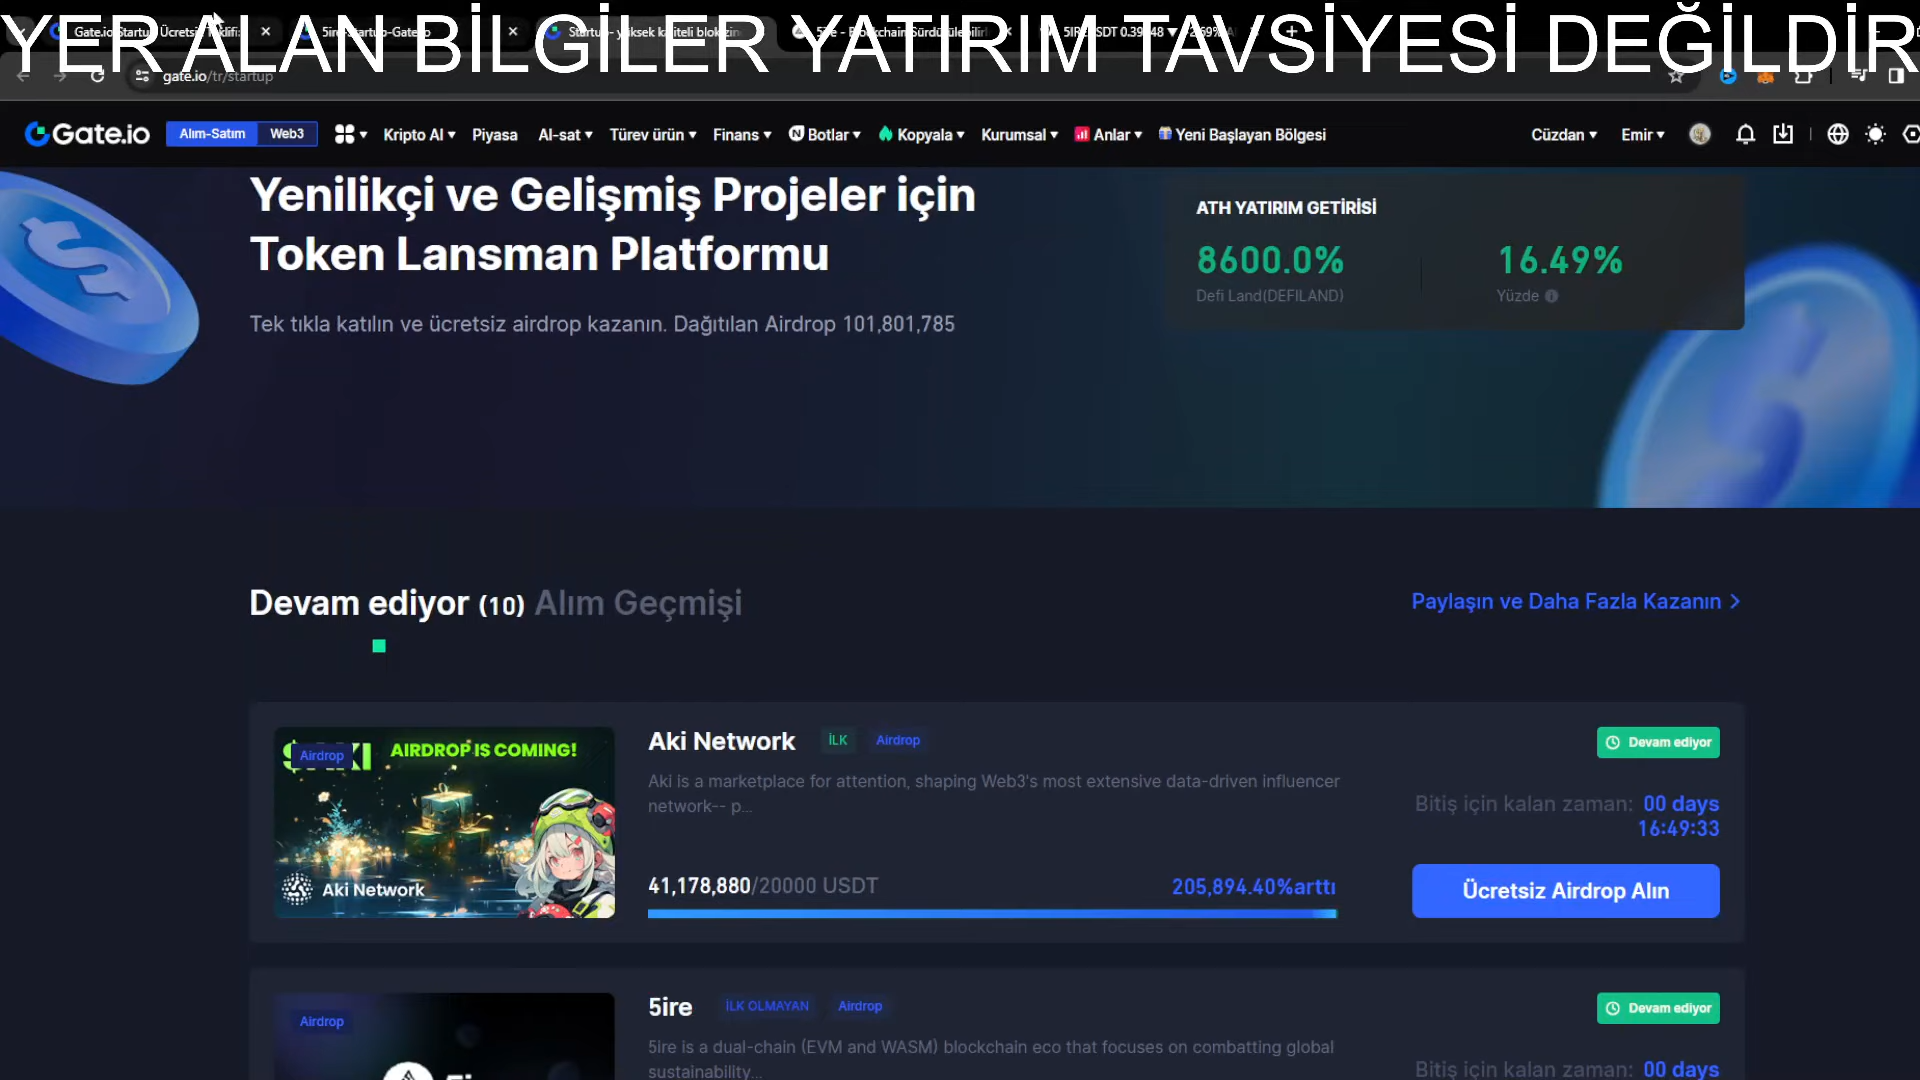 YER ALAN BİLGİLER YATIRIM TAVSİYESİ DEĞİLDİR
gate.io/tr/startup
Gate.io Alım-Satım Web3 Kripto Al Piyasa Al-sat Türev ürün Finans Botlar Kopyala Kurumsal Anlar Yeni Başlayan Bölgesi Cüzdan Emir
Yenilikçi ve Gelişmiş Projeler için
Token Lansman Platformu
Tek tıkla katılın ve ücretsiz airdrop kazanın. Dağıtılan Airdrop 101,801,785
ATH YATIRIM GETİRİSİ
8600.0% 16.49%
Defi Land(DEFILAND) Yüzde
Devam ediyor (10) Alım Geçmişi Paylaşın ve Daha Fazla Kazanın
Airdrop
AIRDROP IS COMING!
Aki Network
Aki Network İLK Airdrop
Aki is a marketplace for attention, shaping Web3's most extensive data-driven influencer
network-- p...
41,178,880/20000 USDT 205,894.40%arttı
Devam ediyor
Bitiş için kalan zaman: 00 days
16:49:33
Ücretsiz Airdrop Alın
Airdrop
5ire İLK OLMAYAN Airdrop
5ire is a dual-chain (EVM and WASM) blockchain eco that focuses on combatting global
sustainability...
Devam ediyor
Bitiş için kalan zaman: 00 days